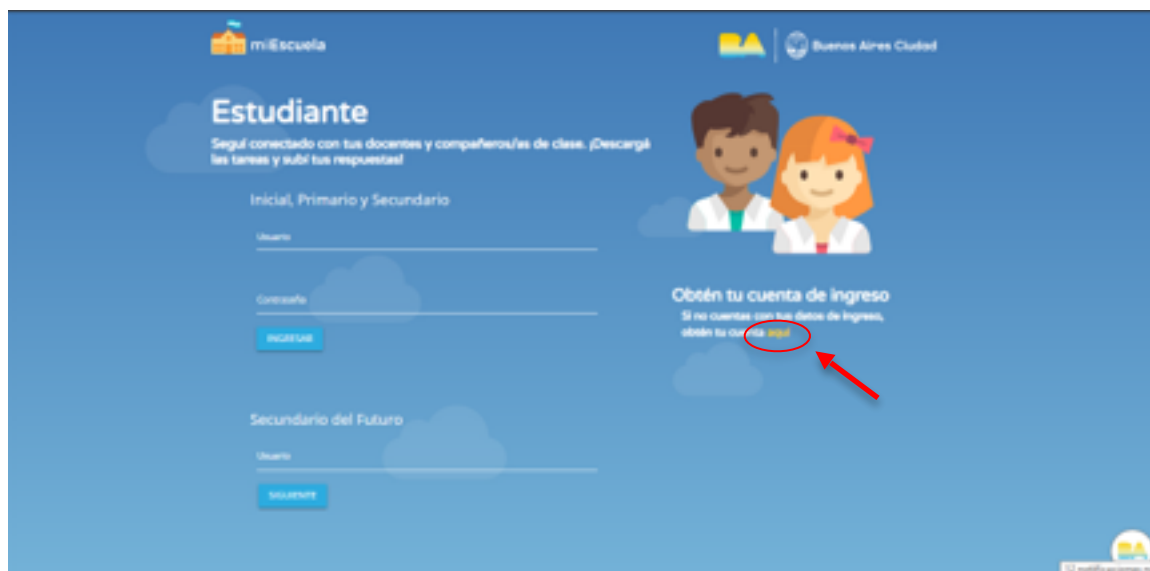 miEscuela
BA
Buenos Aires Ciudad
Estudiante
Seguí conectado con tus docentes y compañeros/as de clase. ¡Descargá
las tareas y subí tus respuestas!
Inicial, Primario y Secundario
Usuario
Contraseña
INGRESAR
Secundario del Futuro
Usuario
SIGUIENTE
Obtén tu cuenta de ingreso
Si no cuentas con tus datos de ingreso,
obtén tu cuenta aquí
BA